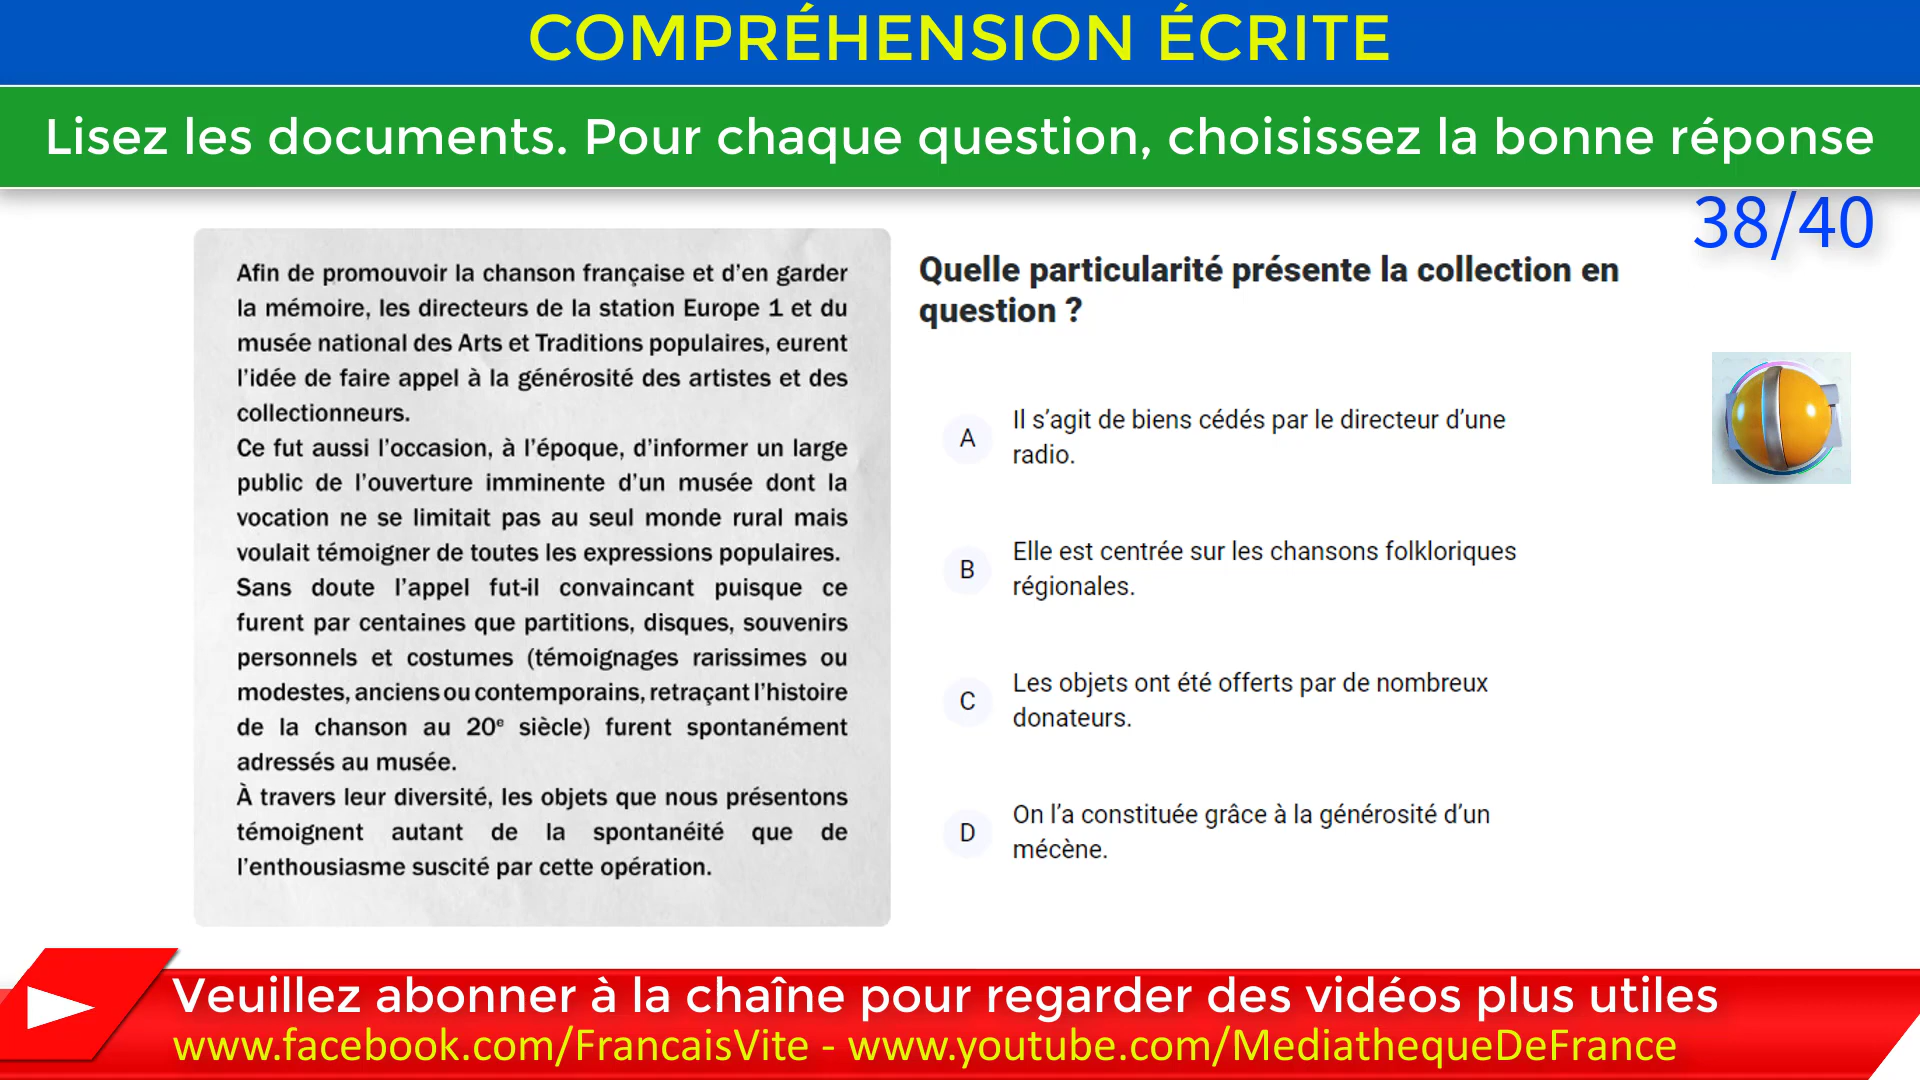 COMPRÉHENSION ÉCRITE
Lisez les documents. Pour chaque question, choisissez la bonne réponse
38/40
Afin de promouvoir la chanson française et d'en garder
la mémoire, les directeurs de la station Europe 1 et du
musée national des Arts et Traditions populaires, eurent
l'idée de faire appel à la générosité des artistes et des
collectionneurs.
Ce fut aussi l'occasion, à l'époque, d'informer un large
public de l'ouverture imminente d'un musée dont la
vocation ne se limitait pas au seul monde rural mais
voulait témoigner de toutes les expressions populaires.
Sans doute l'appel fut-il convaincant puisque ce
furent par centaines que partitions, disques, souvenirs
personnels et costumes (témoignages rarissimes ou
modestes, anciens ou contemporains, retraçant l'histoire
de la chanson au 20e siècle) furent spontanément
adressés au musée.
À travers leur diversité, les objets que nous présentons
témoignent autant de la spontanéité que de
l'enthousiasme suscité par cette opération.
Quelle particularité présente la collection en
question ?
A
Il s'agit de biens cédés par le directeur d'une
radio.
B
Elle est centrée sur les chansons folkloriques
régionales.
C
Les objets ont été offerts par de nombreux
donateurs.
D
On l'a constituée grâce à la générosité d'un
mécène.
Veuillez abonner à la chaîne pour regarder des vidéos plus utiles
www.facebook.com/FrancaisVite - www.youtube.com/MediathequeDeFrance